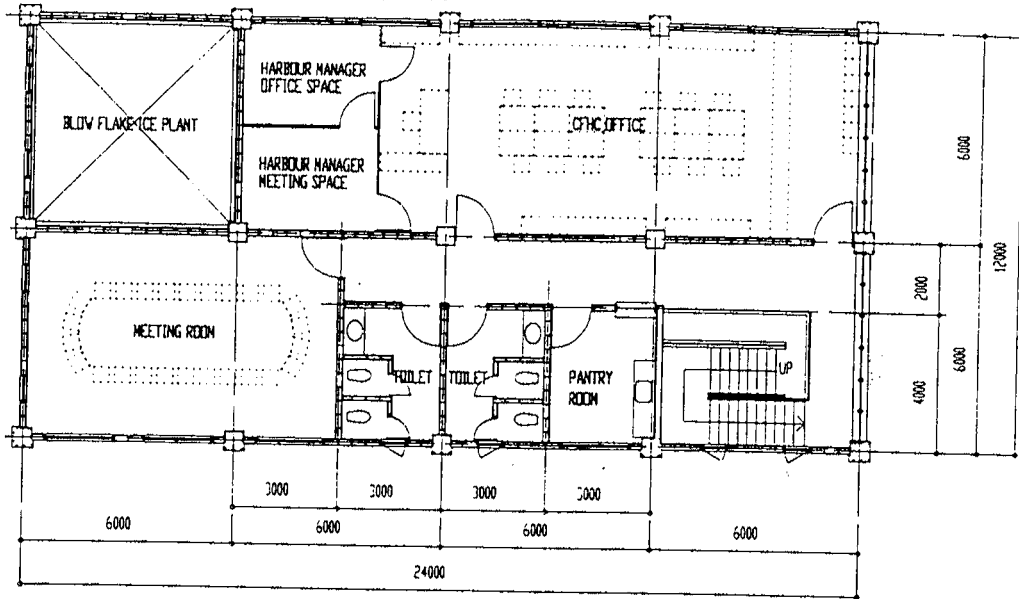 HARBOUR MANAGER
OFFICE SPACE
BLOW FLAKE-ICE PLANT
CFHC OFFICE
HARBOUR MANAGER
MEETING SPACE
6000
12000
2000
6000
4000
MEETING ROOM
TOILET
TOILET
PANTRY
ROOM
UP
3000
3000
3000
3000
6000
6000
6000
6000
24000